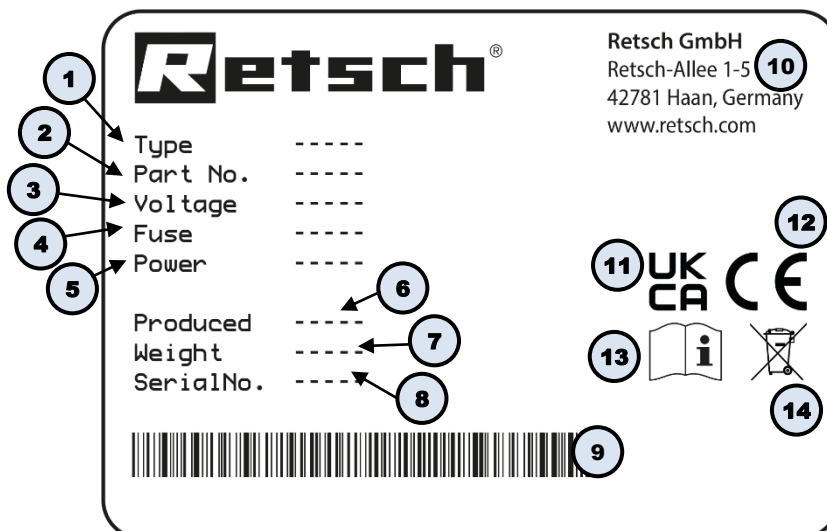 Retsch®
Retsch GmbH
Retsch-Allee 1-5
42781 Haan, Germany
www.retsch.com
1
2
3
4
5
10
Type -----
Part No. -----
Voltage -----
Fuse -----
Power -----
6
7
8
Produced -----
Weight -----
SerialNo. -----
9
11
UK
CA
12
CE
13
i
14